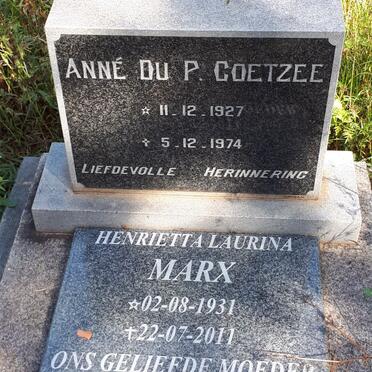 ANNÉ DU P. COETZEE
☆ 11.12.1927
✝ 5.12.1974
LIEFDEVOLLE HERINNERING
HENRIETTA LAURINA
MARX
☆02-08-1931
✝22-07-2011
ONS GELIEFDE MOEDER